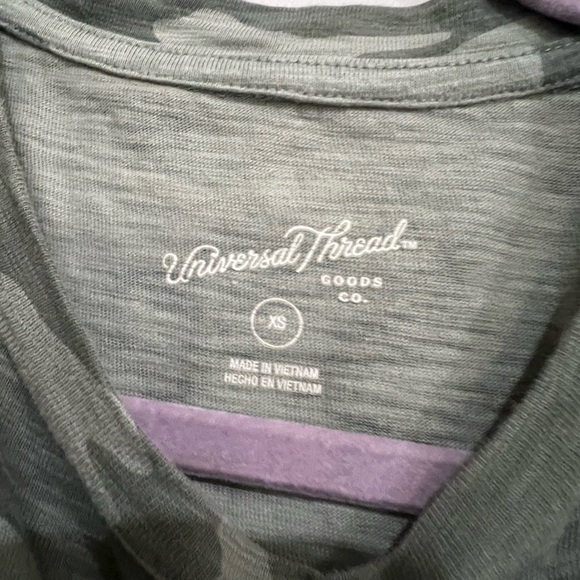 Universal Thread™
GOODS
CO.
XS
MADE IN VIETNAM
HECHO EN VIETNAM